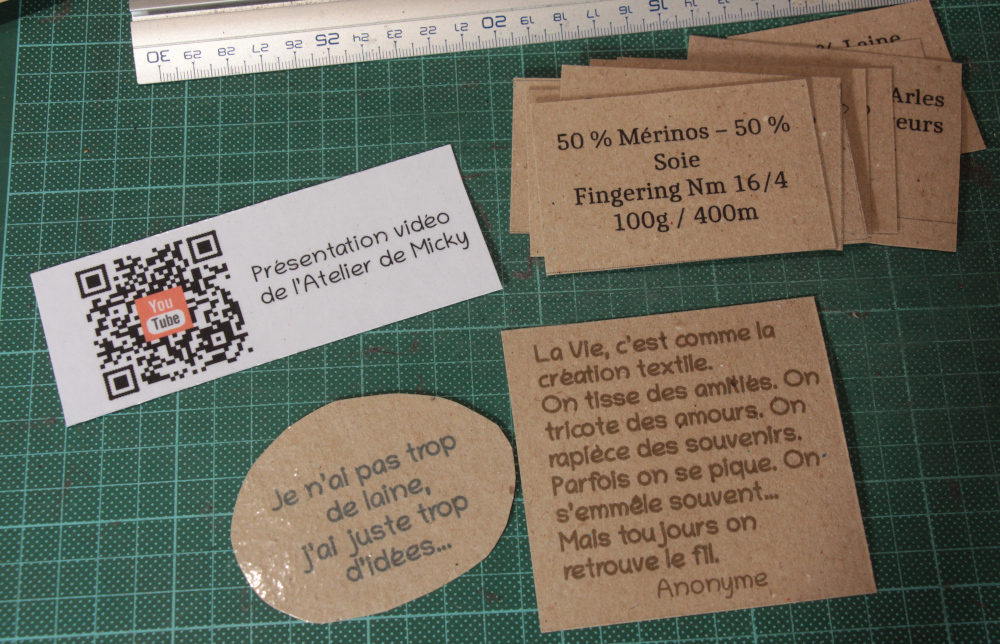 30 29 28 27 26 25 24 23 22 21 20 19 18 17 16 15
% Laine
Arles
eurs
50 % Mérinos – 50 %
Soie
Fingering Nm 16/4
100g / 400m
You
Tube
Présentation vidéo
de l'Atelier de Micky
La Vie, c'est comme la
création textile.
On tisse des amitiés. On
tricote des amours. On
rapièce des souvenirs.
Parfois on se pique. On
s'emmêle souvent...
Mais toujours on
retrouve le fil.
Anonyme
Je n'ai pas trop
de laine,
j'ai juste trop
d'idées...